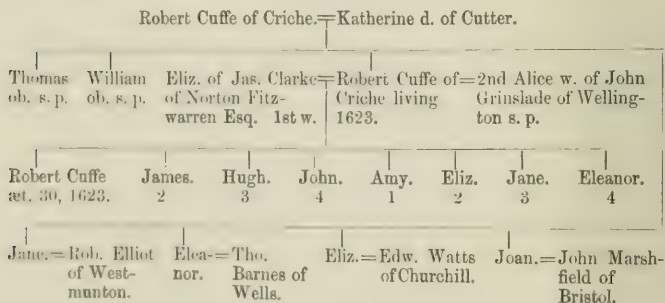 Robert Cuffe of Criche.=Katherine d. of Cutter.
Thomas William Eliz. of Jas. Clarke=Robert Cuffe of=2nd Alice w. of John
ob. s. p. ob. s. p. of Norton Fitz- Criche living Grinslade of Welling-
warren Esq. 1st w. 1623. ton s. p.
Robert Cuffe James. Hugh. John. Amy. Eliz. Jane. Eleanor.
æt. 30, 1623. 2 3 4 1 2 3 4
Jane.=Rob. Elliot Elea-=Tho. Eliz.=Edw. Watts Joan.=John Marsh-
of West- nor. Barnes of of Churchill. field of
munton. Wells. Bristol.